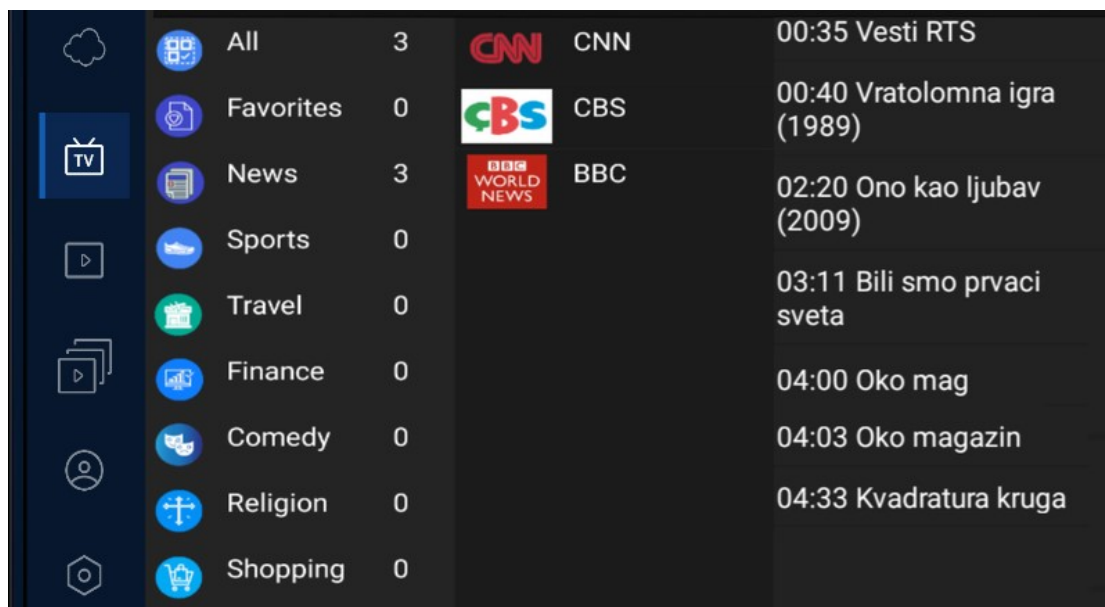 TV
All 3
Favorites 0
News 3
Sports 0
Travel 0
Finance 0
Comedy 0
Religion 0
Shopping 0
CNN CNN
ÇBS CBS
BBC
WORLD
NEWS
BBC
00:35 Vesti RTS
00:40 Vratolomna igra
(1989)
02:20 Ono kao ljubav
(2009)
03:11 Bili smo prvaci
sveta
04:00 Oko mag
04:03 Oko magazin
04:33 Kvadratura kruga